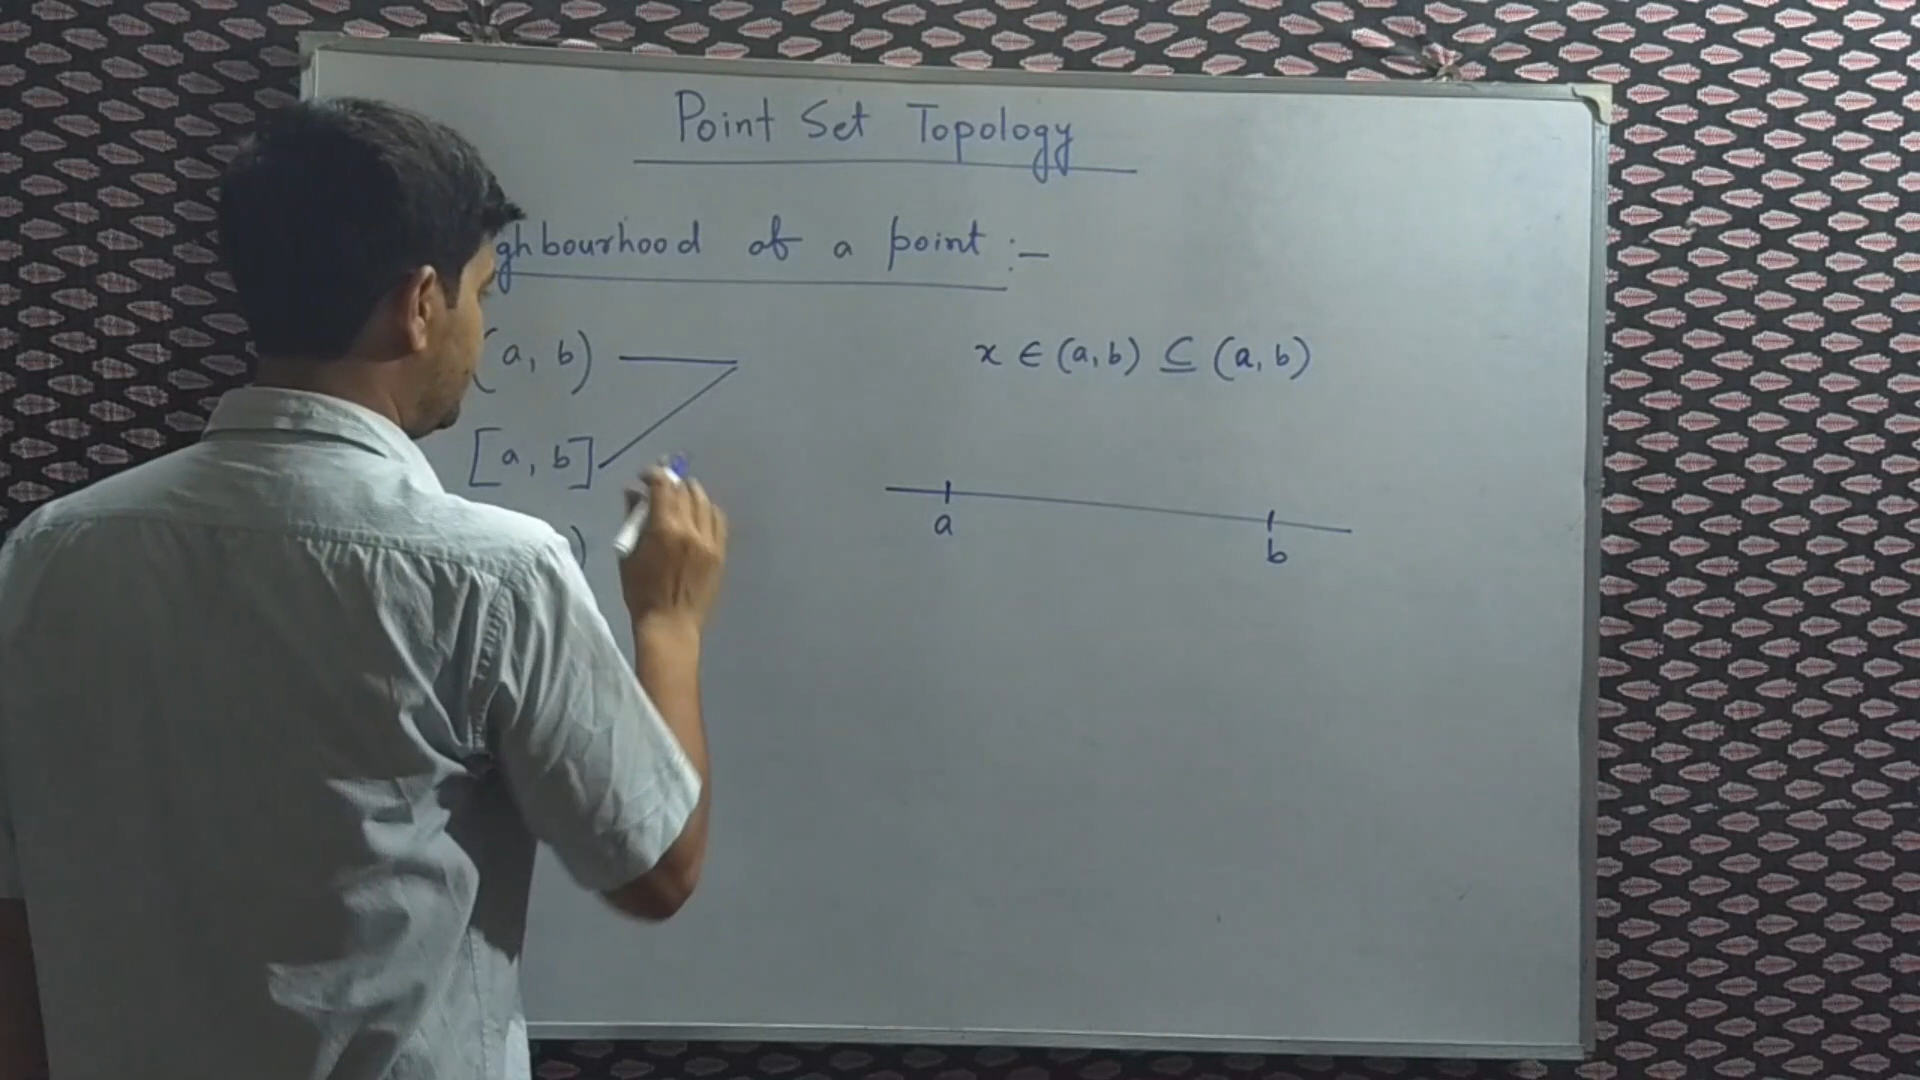 Point Set Topology
ghbourhood of a point :-
(a, b)
x ∈ (a, b) ⊆ (a, b)
[a, b]
)
a
b